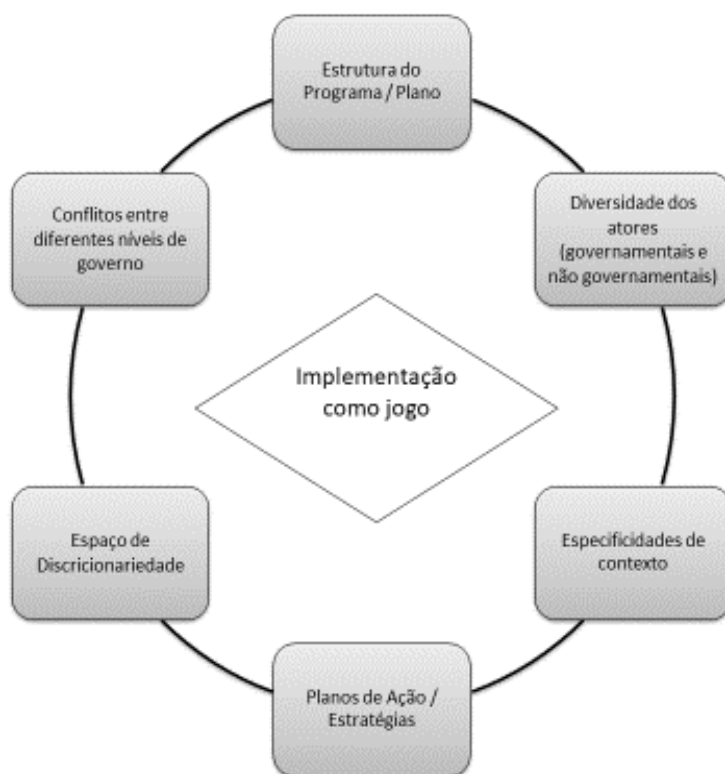 Estrutura do
Programa / Plano
Diversidade dos
atores
(governamentais e
não governamentais)
Especificidades de
contexto
Planos de Ação /
Estratégias
Espaço de
Discricionariedade
Conflitos entre
diferentes níveis de
governo
Implementação
como jogo